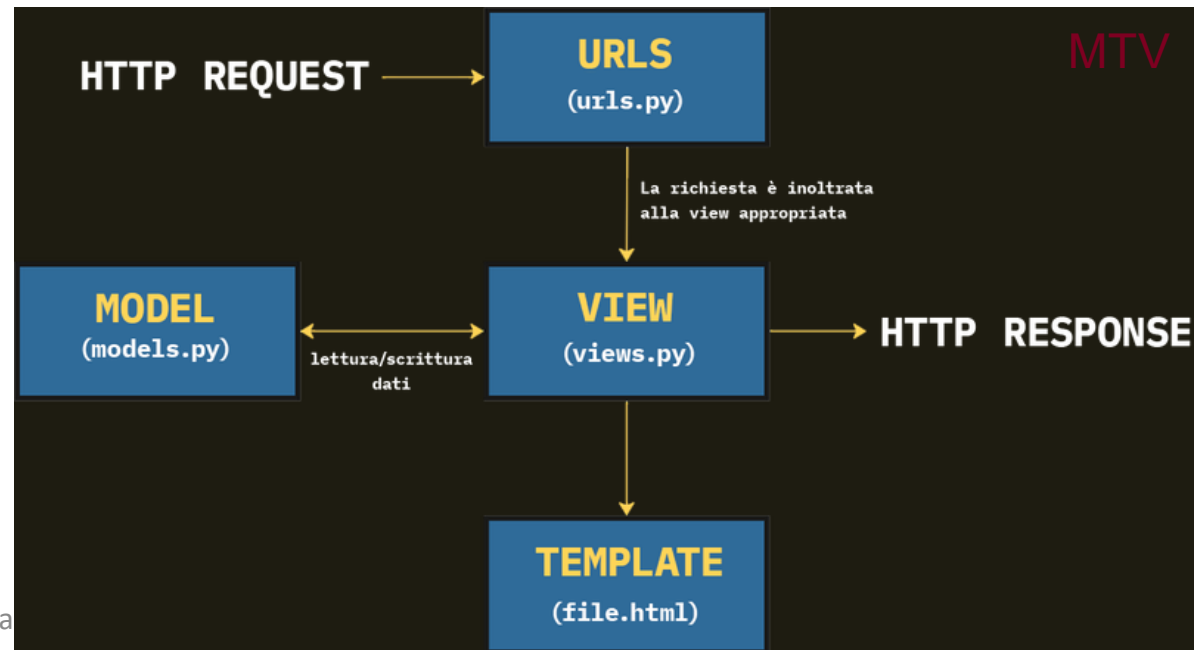 MTV
URLS
HTTP REQUEST
(urls.py)
La richiesta è inoltrata
alla view appropriata
MODEL
(models.py)
VIEW
(views.py)
HTTP RESPONSE
lettura/scrittura
dati
TEMPLATE
(file.html)
a